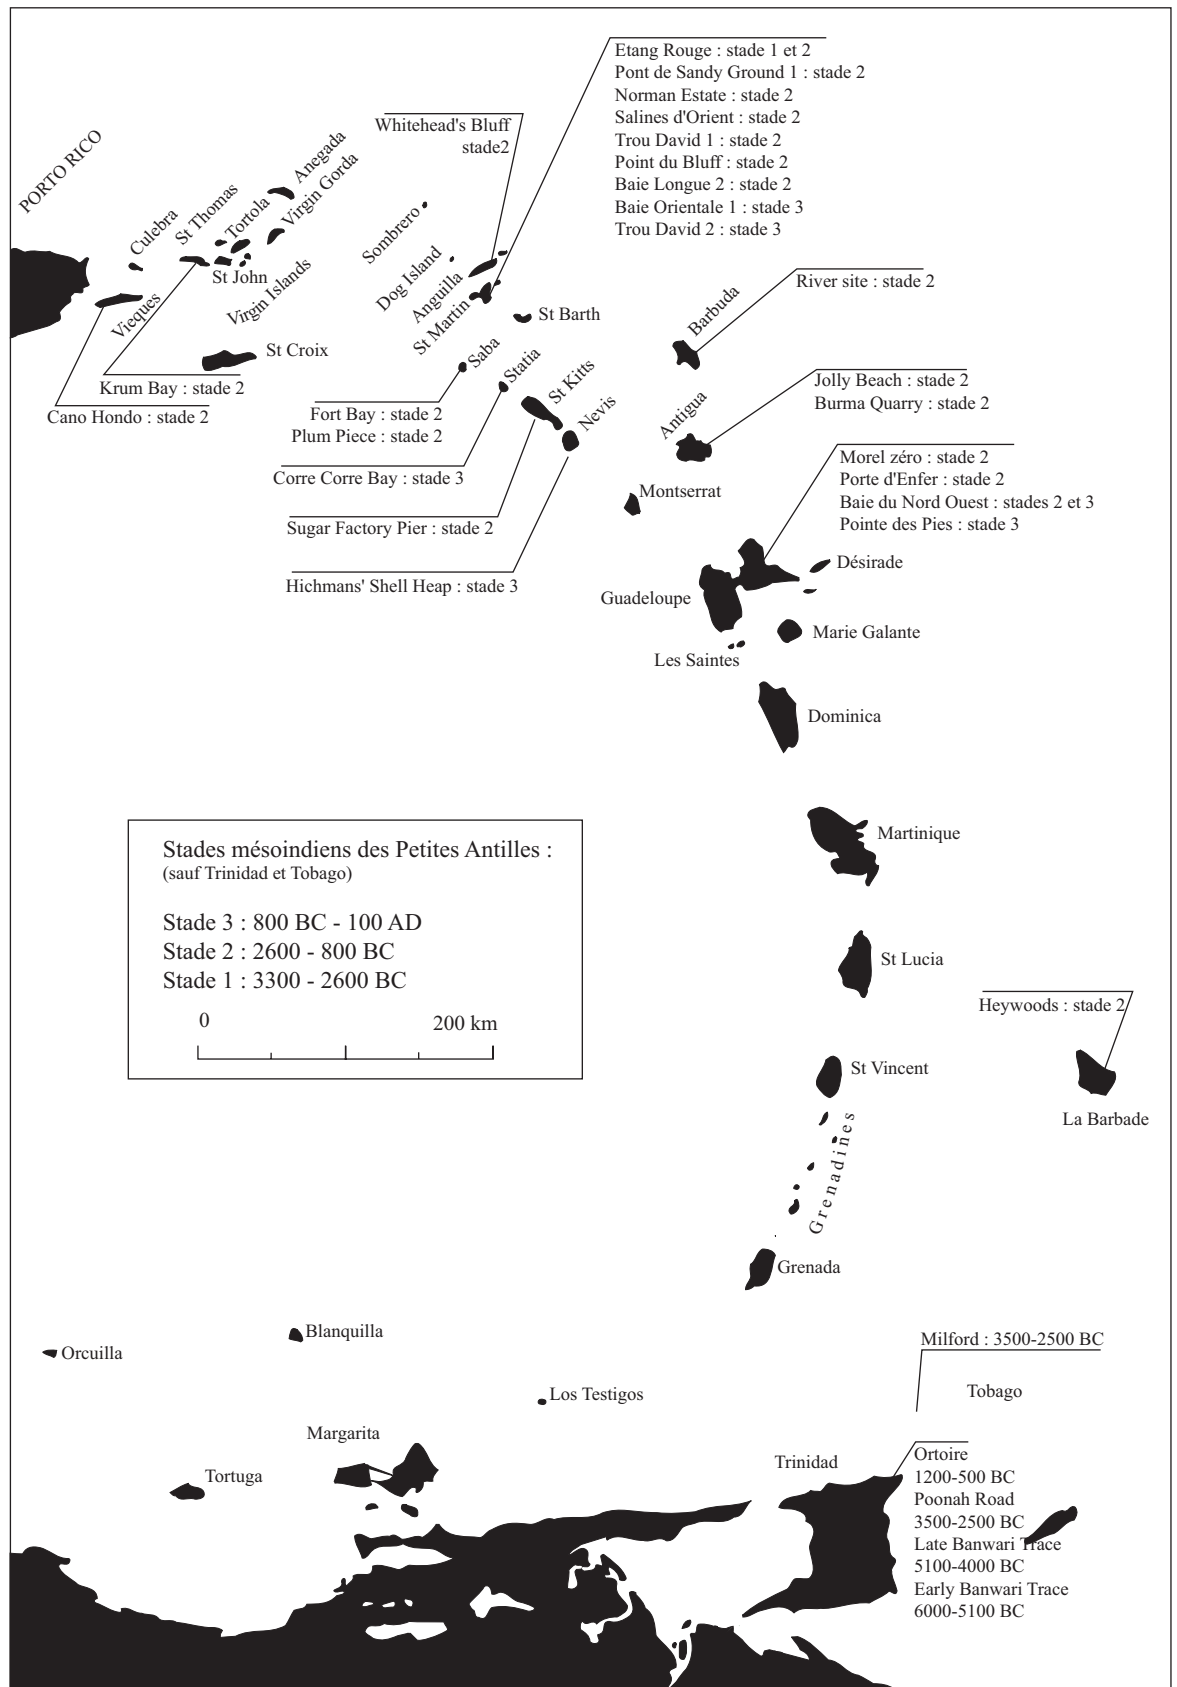 Etang Rouge : stade 1 et 2
Pont de Sandy Ground 1 : stade 2
Norman Estate : stade 2
Salines d'Orient : stade 2
Trou David 1 : stade 2
Point du Bluff : stade 2
Baie Longue 2 : stade 2
Baie Orientale 1 : stade 3
Trou David 2 : stade 3
Whitehead's Bluff
stade2
PORTO RICO
Culebra
St Thomas
Tortola
Anegada
Virgin Gorda
St John
Virgin Islands
Vieques
St Croix
Krum Bay : stade 2
Cano Hondo : stade 2
Sombrero
Dog Island
Anguilla
St Martin
St Barth
Saba
Statia
St Kitts
Nevis
Fort Bay : stade 2
Plum Piece : stade 2
Corre Corre Bay : stade 3
Sugar Factory Pier : stade 2
Hichmans' Shell Heap : stade 3
River site : stade 2
Barbuda
Jolly Beach : stade 2
Burma Quarry : stade 2
Antigua
Morel zéro : stade 2
Porte d'Enfer : stade 2
Baie du Nord Ouest : stades 2 et 3
Pointe des Pies : stade 3
Montserrat
Désirade
Guadeloupe
Marie Galante
Les Saintes
Dominica
Martinique
Stades mésoindiens des Petites Antilles :
(sauf Trinidad et Tobago)
Stade 3 : 800 BC - 100 AD
Stade 2 : 2600 - 800 BC
Stade 1 : 3300 - 2600 BC
0 200 km
St Lucia
Heywoods : stade 2
St Vincent
La Barbade
Grenadines
Grenada
Blanquilla
Orcuilla
Milford : 3500-2500 BC
Los Testigos
Tobago
Margarita
Tortuga
Trinidad
Ortoire
1200-500 BC
Poonah Road
3500-2500 BC
Late Banwari Trace
5100-4000 BC
Early Banwari Trace
6000-5100 BC